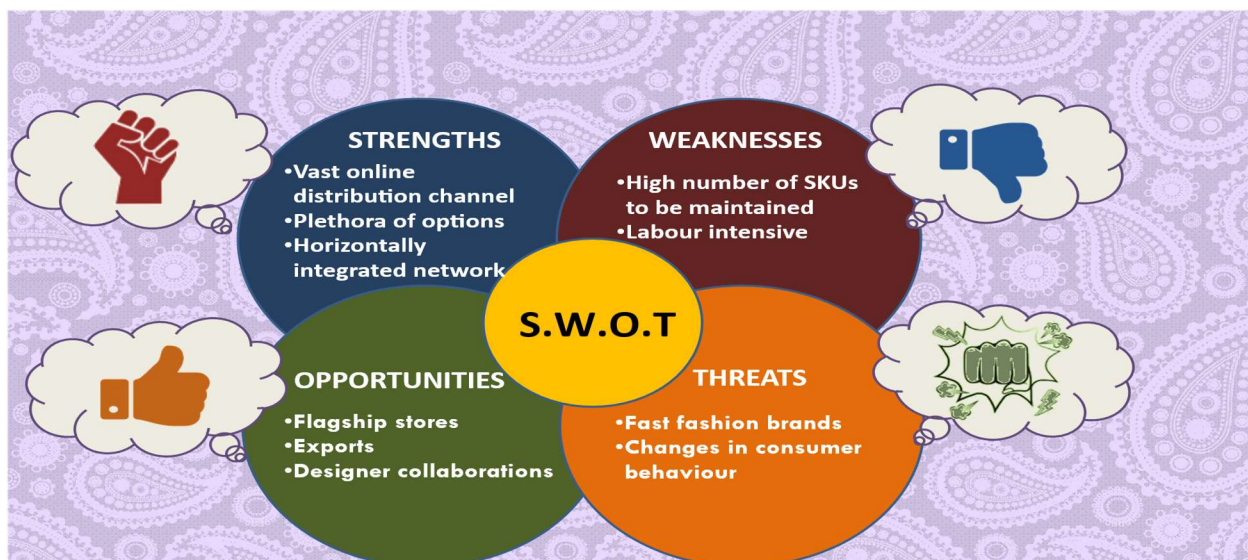 STRENGTHS
•Vast online
distribution channel
•Plethora of options
•Horizontally
integrated network
WEAKNESSES
•High number of SKUs
to be maintained
•Labour intensive
S.W.O.T
OPPORTUNITIES
•Flagship stores
•Exports
•Designer collaborations
THREATS
•Fast fashion brands
•Changes in consumer
behaviour